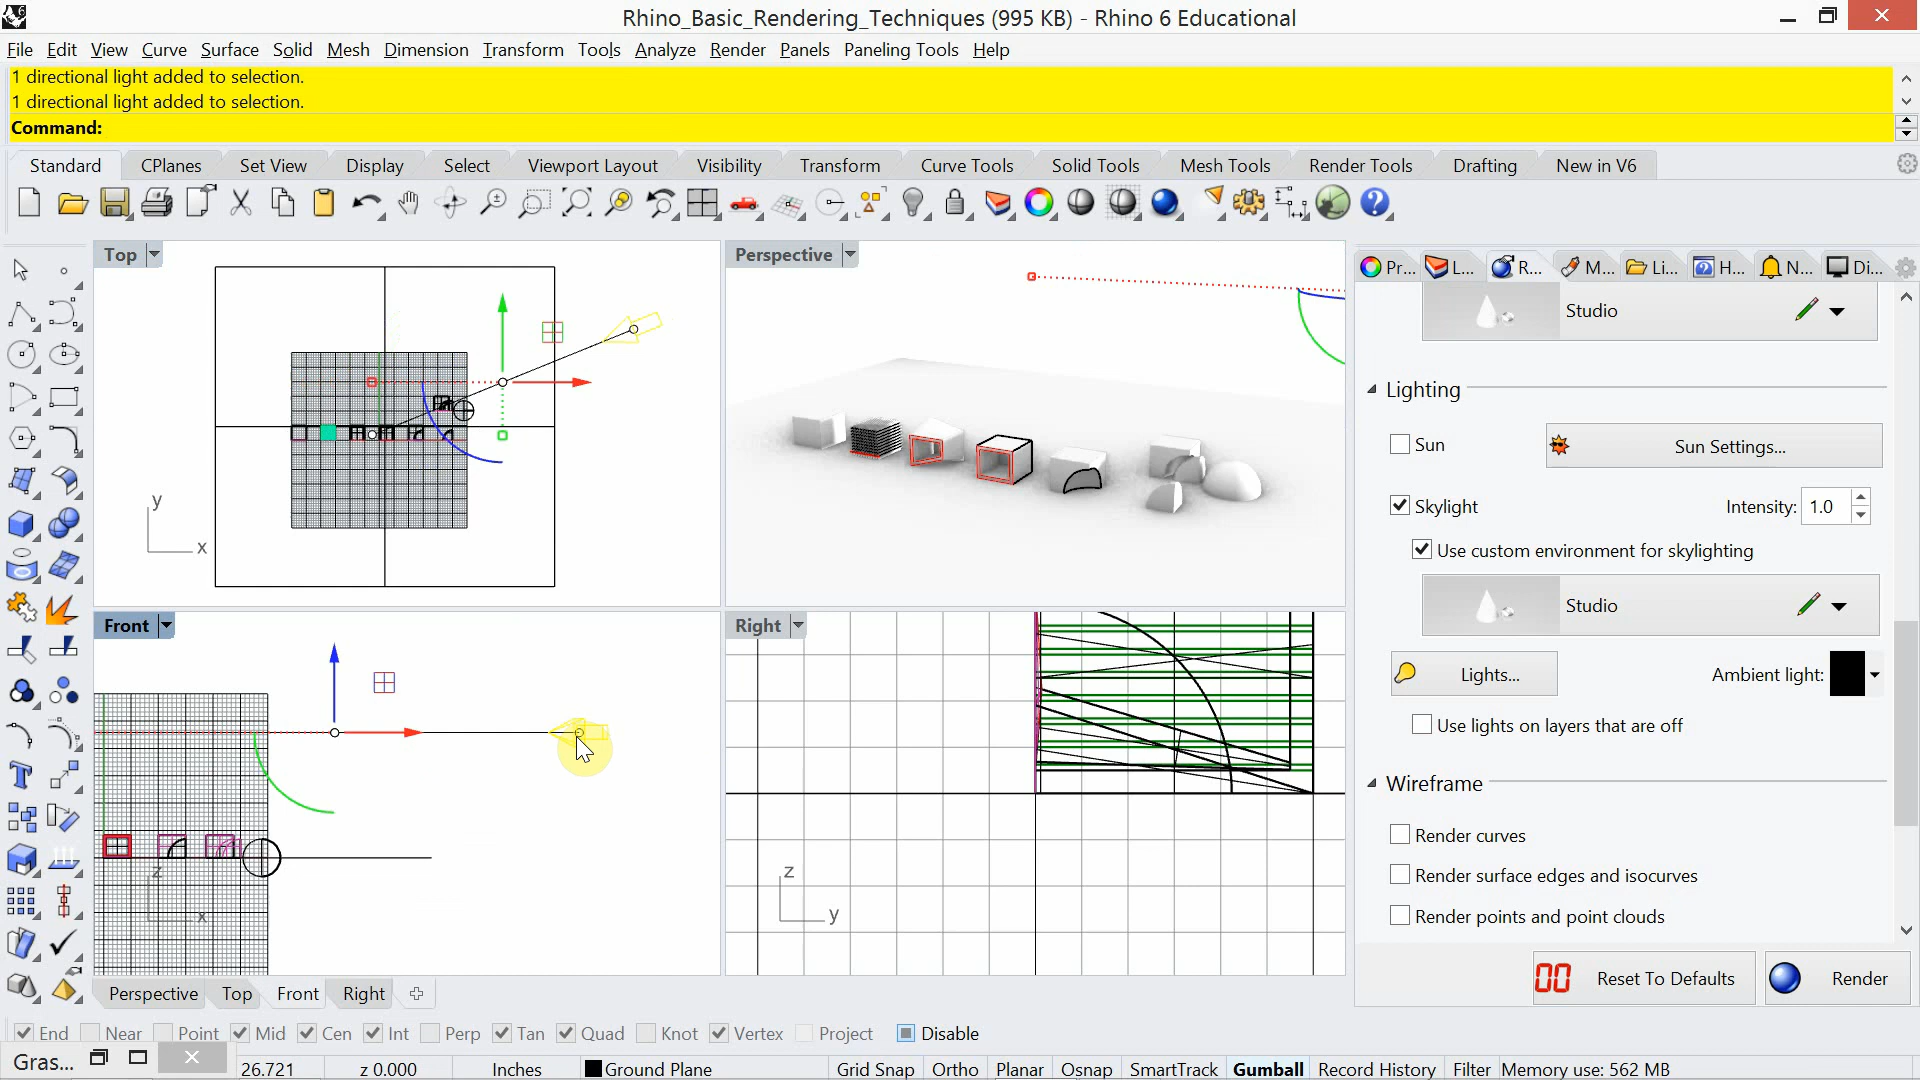 Rhino_Basic_Rendering_Techniques (995 KB) - Rhino 6 Educational
File Edit View Curve Surface Solid Mesh Dimension Transform Tools Analyze Render Panels Paneling Tools Help
1 directional light added to selection.
1 directional light added to selection.
Command:
Standard CPlanes Set View Display Select Viewport Layout Visibility Transform Curve Tools Solid Tools Mesh Tools Render Tools Drafting New in V6
Top
Perspective
Pr... L... R... M... Li... H... N... Di...
Studio
Lighting
Sun Sun Settings...
Skylight Intensity: 1.0
Use custom environment for skylighting
Studio
Lights... Ambient light:
Use lights on layers that are off
Wireframe
Render curves
Render surface edges and isocurves
Render points and point clouds
Reset To Defaults Render
y
x
Front
Right
z
x
z
y
Perspective Top Front Right
End Near Point Mid Cen Int Perp Tan Quad Knot Vertex Project Disable
Gras... 26.721 z 0.000 Inches Ground Plane Grid Snap Ortho Planar Osnap SmartTrack Gumball Record History Filter Memory use: 562 MB